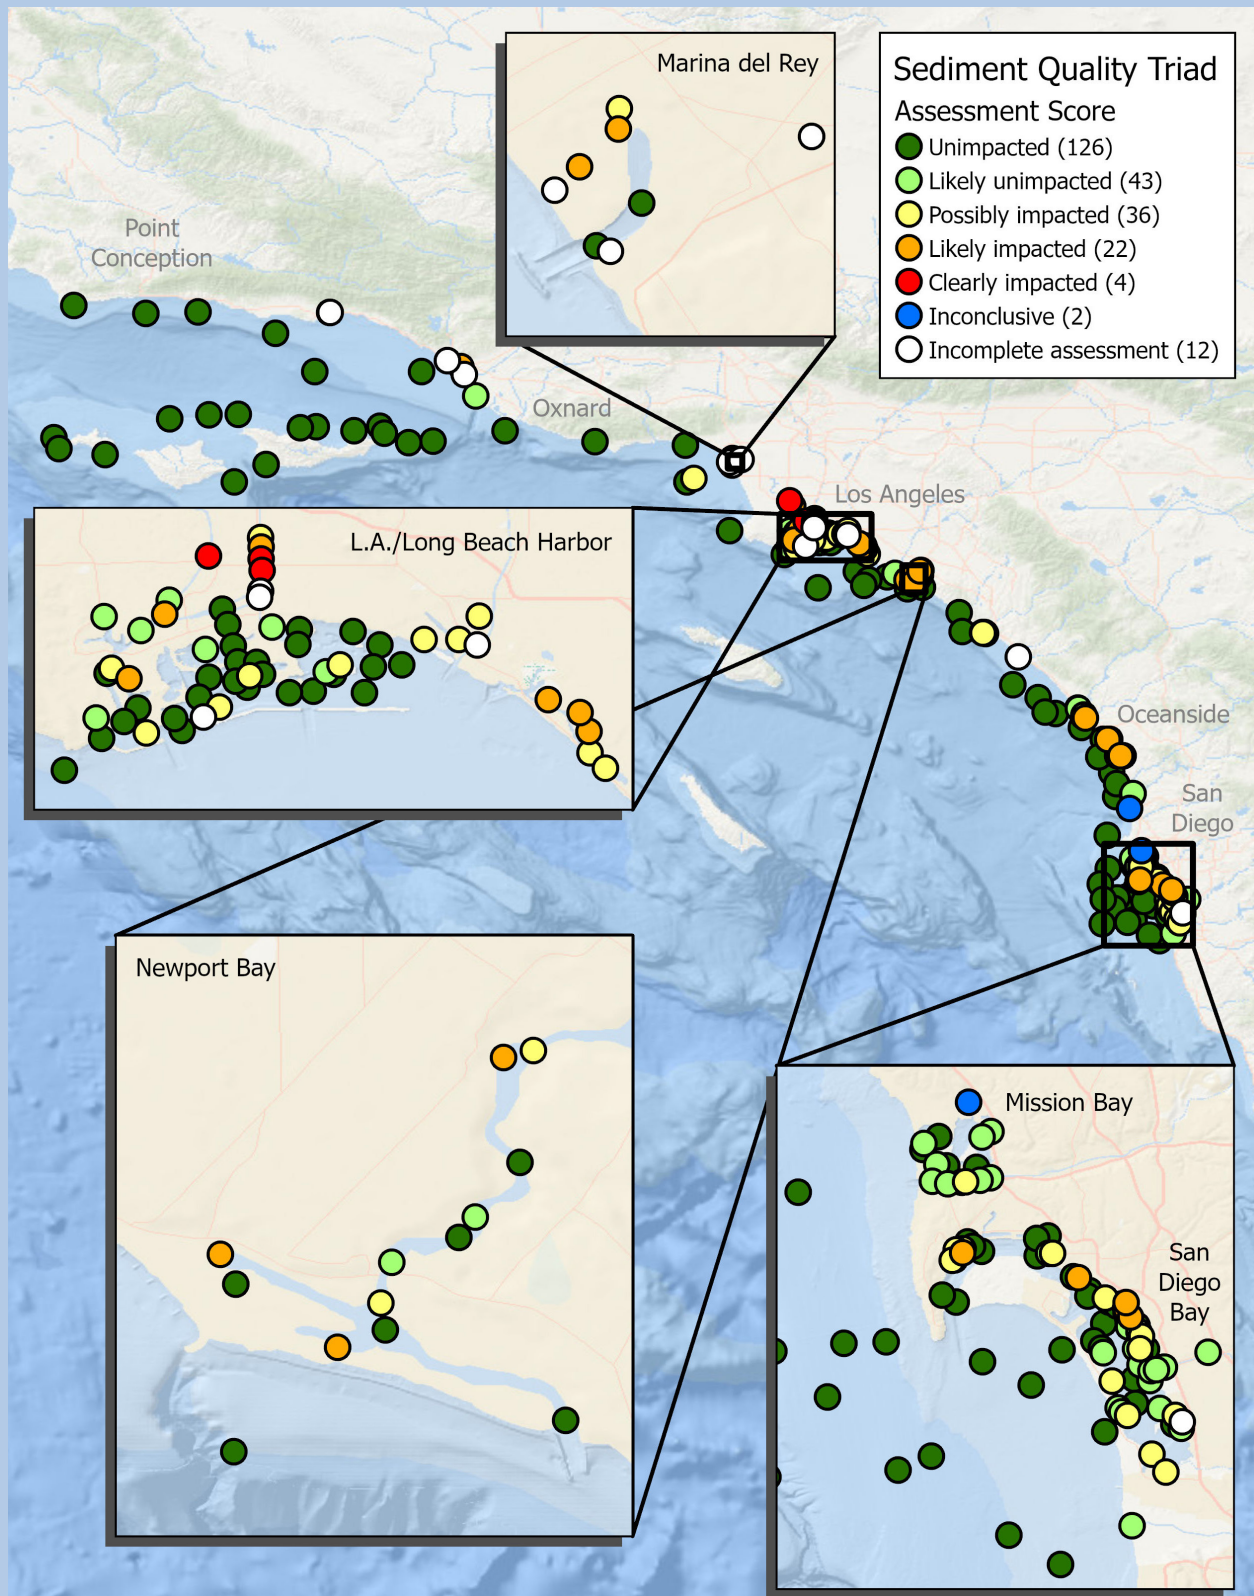 Marina del Rey
Sediment Quality Triad
Assessment Score
Unimpacted (126)
Likely unimpacted (43)
Possibly impacted (36)
Likely impacted (22)
Clearly impacted (4)
Inconclusive (2)
Incomplete assessment (12)
Point
Conception
Oxnard
Los Angeles
L.A./Long Beach Harbor
Oceanside
San
Diego
Newport Bay
Mission Bay
San
Diego
Bay